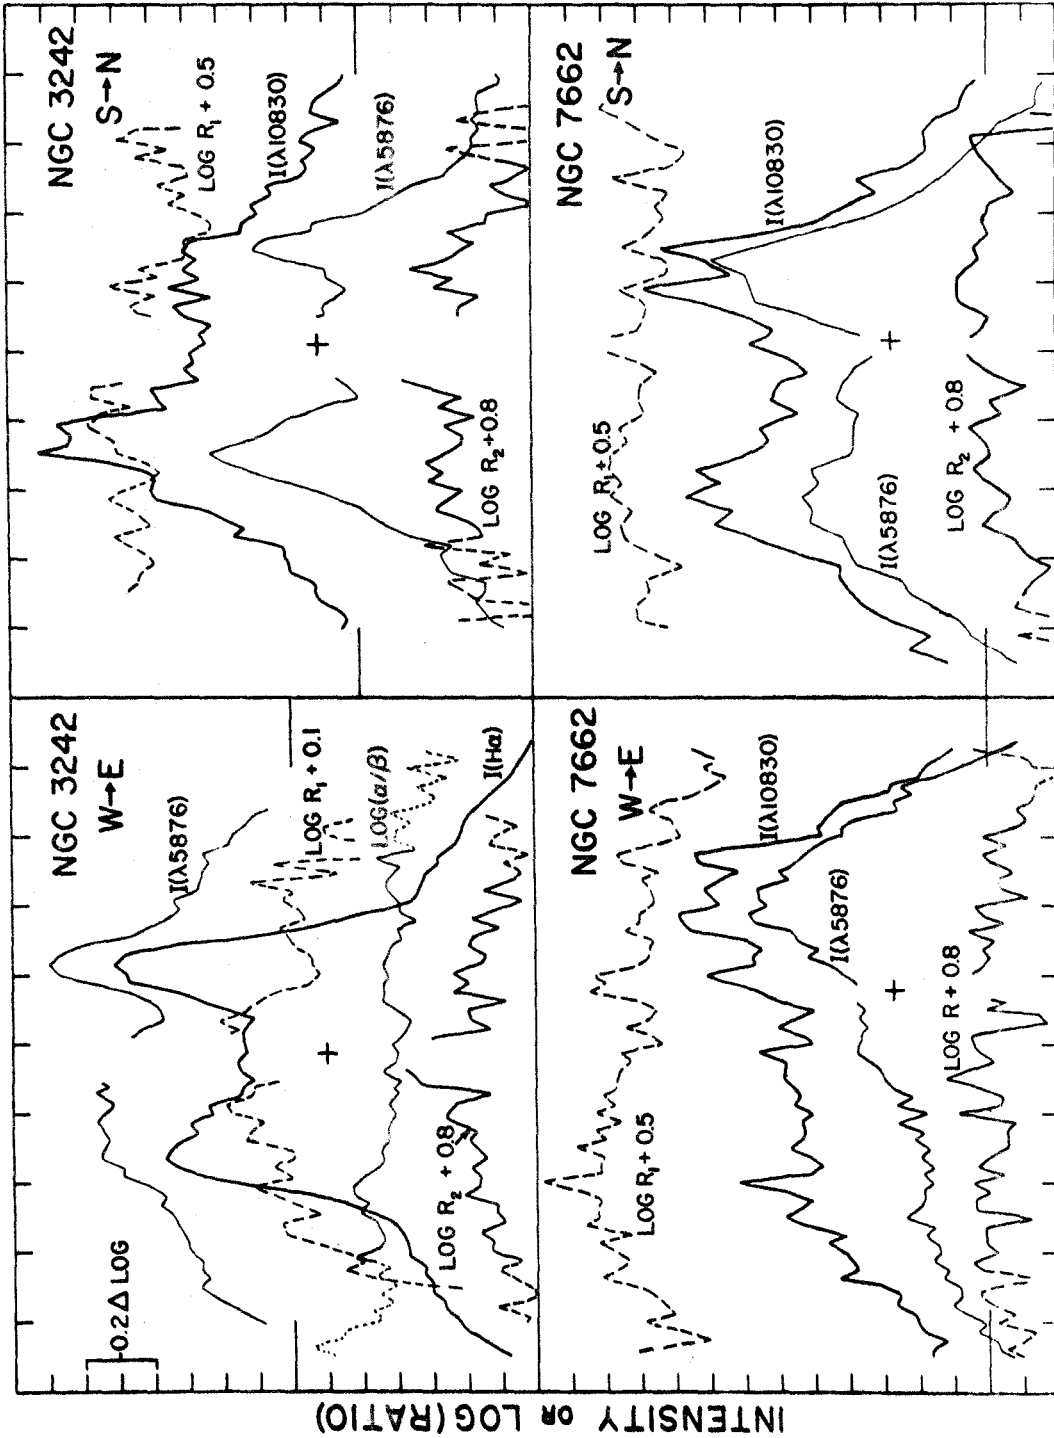 INTENSITY OR LOG (RATIO)
NGC 3242
W→E
0.2 Δ LOG
I(λ5876)
LOG R₁ + 0.1
LOG(α/β)
I(Hα)
LOG R₂ + 0.8
NGC 3242
S→N
LOG R₁ + 0.5
I(λ10830)
I(λ5876)
LOG R₂ + 0.8
NGC 7662
W→E
I(λ10830)
I(λ5876)
LOG R₁ + 0.5
LOG R + 0.8
NGC 7662
S→N
LOG R₁ + 0.5
I(λ10830)
I(λ5876)
LOG R₂ + 0.8